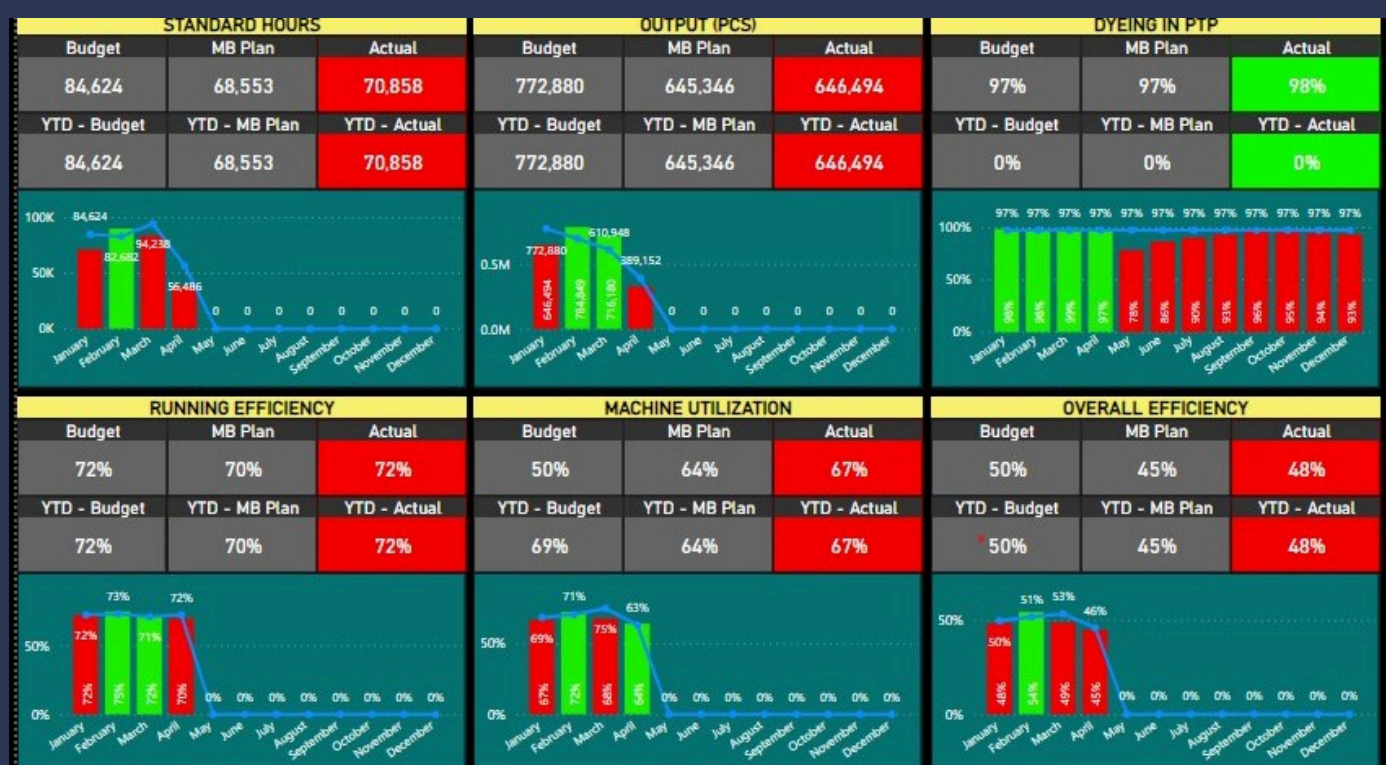 STANDARD HOURS
Budget MB Plan Actual
84,624 68,553 70,858
YTD - Budget YTD - MB Plan YTD - Actual
84,624 68,553 70,858
100K
50K
0K
84,624
82,682
94,238
56,486
0 0 0 0 0 0 0 0
January February March April May June July August September October November December
OUTPUT (PCS)
Budget MB Plan Actual
772,880 645,346 646,494
YTD - Budget YTD - MB Plan YTD - Actual
772,880 645,346 646,494
0.5M
0.0M
772,880
610,948
389,152
646,494
784,849
716,180
0 0 0 0 0 0 0 0
January February March April May June July August September October November December
DYEING IN PTP
Budget MB Plan Actual
97% 97% 98%
YTD - Budget YTD - MB Plan YTD - Actual
0% 0% 0%
97% 97% 97% 97% 97% 97% 97% 97% 97% 97% 97% 97%
100%
50%
0%
98% 98% 99% 97% 78% 86% 90% 93% 96% 95% 94% 93%
January February March April May June July August September October November December
RUNNING EFFICIENCY
Budget MB Plan Actual
72% 70% 72%
YTD - Budget YTD - MB Plan YTD - Actual
72% 70% 72%
50%
0%
72% 73% 71% 72%
72% 75% 72% 70%
0% 0% 0% 0% 0% 0% 0% 0%
January February March April May June July August September October November December
MACHINE UTILIZATION
Budget MB Plan Actual
50% 64% 67%
YTD - Budget YTD - MB Plan YTD - Actual
69% 64% 67%
50%
0%
69% 71% 75% 63%
67% 72% 68% 64%
0% 0% 0% 0% 0% 0% 0% 0%
January February March April May June July August September October November December
OVERALL EFFICIENCY
Budget MB Plan Actual
50% 45% 48%
YTD - Budget YTD - MB Plan YTD - Actual
50% 45% 48%
50%
0%
50% 51% 53% 46%
48% 54% 49% 45%
0% 0% 0% 0% 0% 0% 0% 0%
January February March April May June July August September October November December